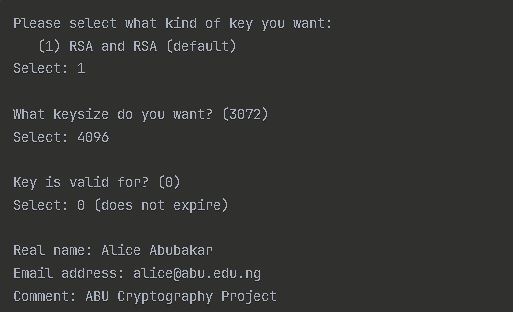 Please select what kind of key you want:
(1) RSA and RSA (default)
Select: 1
What keysize do you want? (3072)
Select: 4096
Key is valid for? (0)
Select: 0 (does not expire)
Real name: Alice Abubakar
Email address: alice@abu.edu.ng
Comment: ABU Cryptography Project